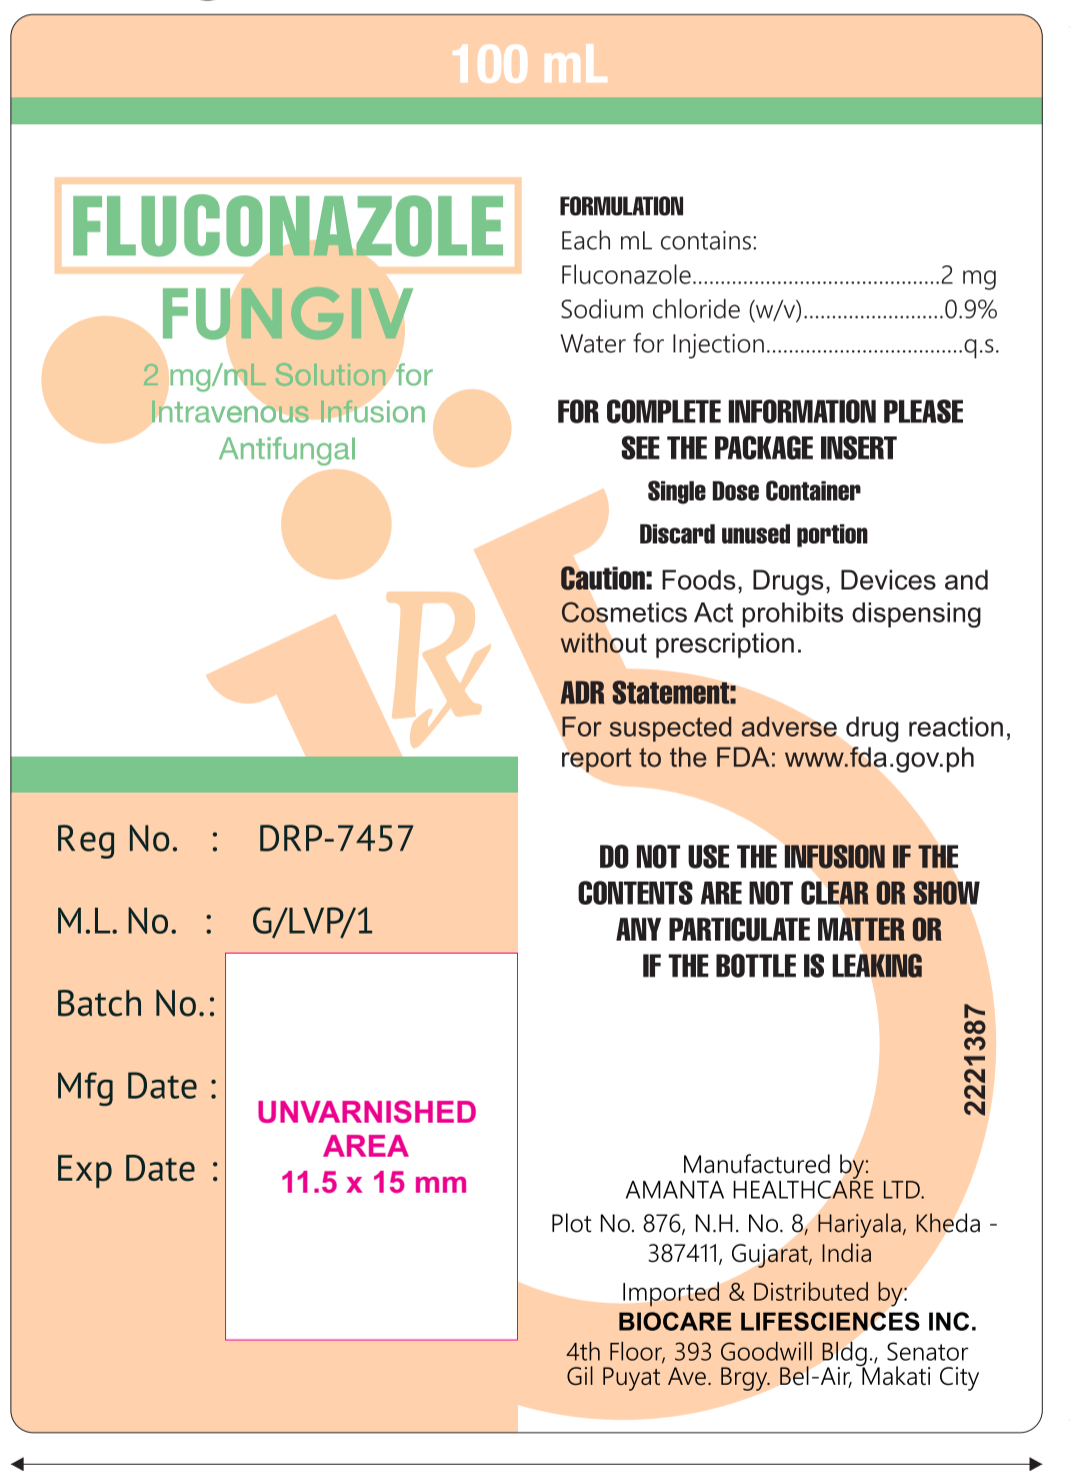 100 mL
FLUCONAZOLE
FUNGIV
2 mg/mL Solution for
Intravenous Infusion
Antifungal
Rx
Reg No. : DRP-7457
M.L. No. : G/LVP/1
Batch No.:
Mfg Date :
Exp Date :
UNVARNISHED
AREA
11.5 x 15 mm
FORMULATION
Each mL contains:
Fluconazole............................................2 mg
Sodium chloride (w/v).........................0.9%
Water for Injection...................................q.s.
FOR COMPLETE INFORMATION PLEASE
SEE THE PACKAGE INSERT
Single Dose Container
Discard unused portion
Caution: Foods, Drugs, Devices and
Cosmetics Act prohibits dispensing
without prescription.
ADR Statement:
For suspected adverse drug reaction,
report to the FDA: www.fda.gov.ph
DO NOT USE THE INFUSION IF THE
CONTENTS ARE NOT CLEAR OR SHOW
ANY PARTICULATE MATTER OR
IF THE BOTTLE IS LEAKING
2221387
Manufactured by:
AMANTA HEALTHCARE LTD.
Plot No. 876, N.H. No. 8, Hariyala, Kheda -
387411, Gujarat, India
Imported & Distributed by:
BIOCARE LIFESCIENCES INC.
4th Floor, 393 Goodwill Bldg., Senator
Gil Puyat Ave. Brgy. Bel-Air, Makati City